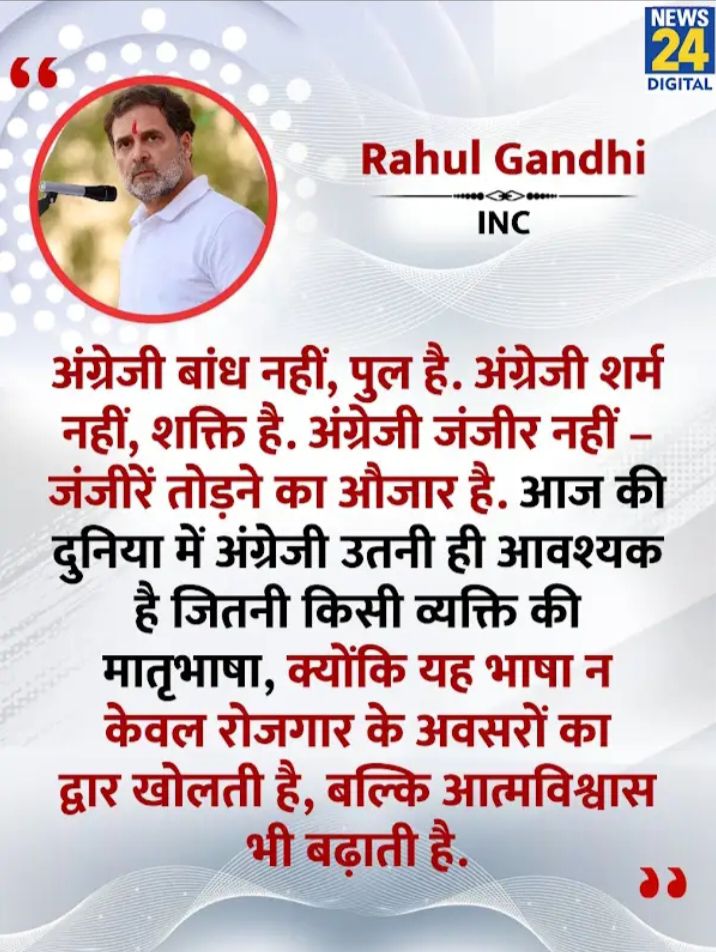 NEWS
24
DIGITAL
“
Rahul Gandhi
INC
अंग्रेजी बांध नहीं, पुल है. अंग्रेजी शर्म
नहीं, शक्ति है. अंग्रेजी जंजीर नहीं –
जंजीरें तोड़ने का औजार है. आज की
दुनिया में अंग्रेजी उतनी ही आवश्यक
है जितनी किसी व्यक्ति की
मातृभाषा, क्योंकि यह भाषा न
केवल रोजगार के अवसरों का
द्वार खोलती है, बल्कि आत्मविश्वास
भी बढ़ाती है.
”